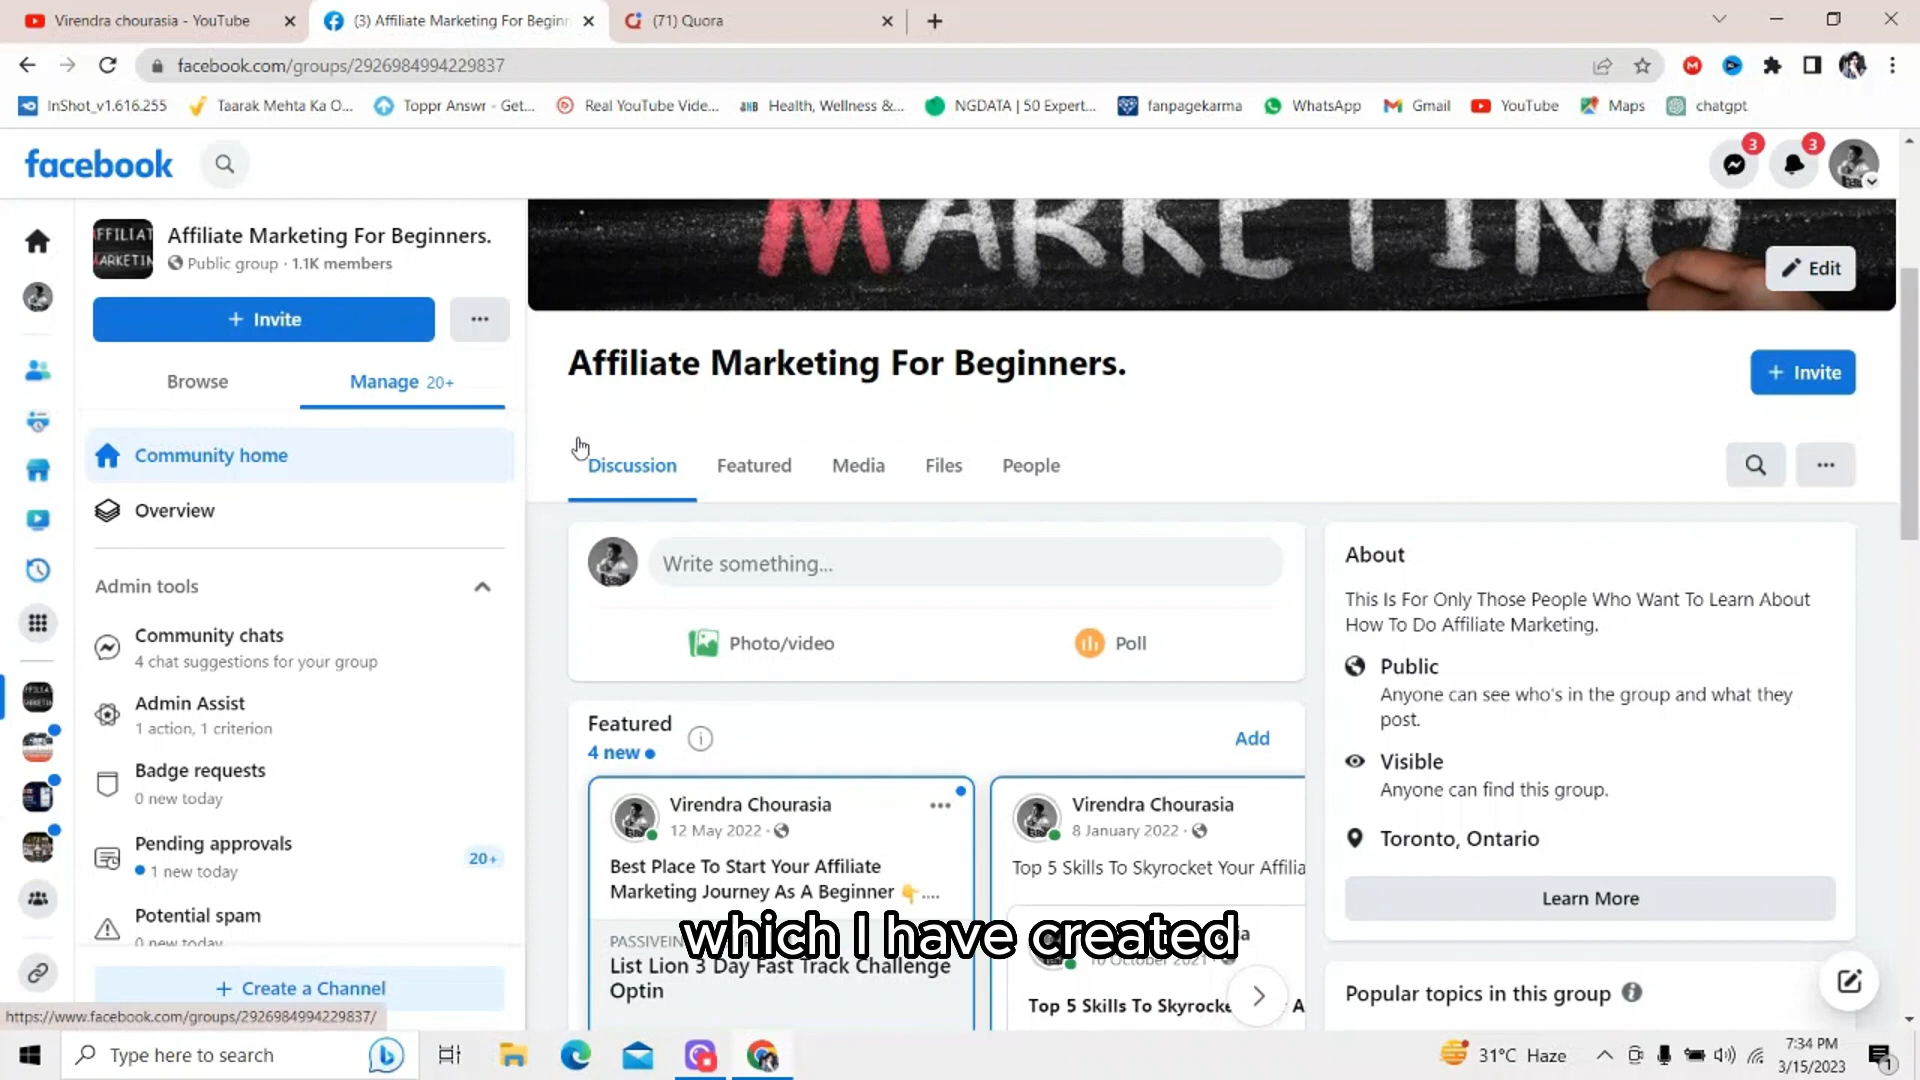 Virendra chourasia - YouTube
(3) Affiliate Marketing For Beginn
(71) Quora
facebook.com/groups/2926984994229837
InShot_v1.616.255
Taarak Mehta Ka O...
Toppr Answr - Get...
Real YouTube Vide...
Health, Wellness &...
NGDATA | 50 Expert...
fanpagekarma
WhatsApp
Gmail
YouTube
Maps
chatgpt
facebook
3
3
AFFILIATE
MARKETING
Affiliate Marketing For Beginners.
Public group · 1.1K members
+ Invite
Browse
Manage 20+
Community home
Overview
Admin tools
Community chats
4 chat suggestions for your group
Admin Assist
1 action, 1 criterion
Badge requests
0 new today
Pending approvals
1 new today
20+
Potential spam
0 new today
+ Create a Channel
https://www.facebook.com/groups/2926984994229837/
MARKETING
Edit
Affiliate Marketing For Beginners.
+ Invite
Discussion
Featured
Media
Files
People
Write something...
Photo/video
Poll
Featured
4 new
Add
Virendra Chourasia
12 May 2022
Best Place To Start Your Affiliate
Marketing Journey As A Beginner 👇....
PASSIVEIN
List Lion 3 Day Fast Track Challenge
Optin
Virendra Chourasia
8 January 2022
Top 5 Skills To Skyrocket Your Affilia
10 October 2021
Top 5 Skills To Skyrocke
which I have created
About
This Is For Only Those People Who Want To Learn About
How To Do Affiliate Marketing.
Public
Anyone can see who's in the group and what they
post.
Visible
Anyone can find this group.
Toronto, Ontario
Learn More
Popular topics in this group
Type here to search
31°C Haze
7:34 PM
3/15/2023
1